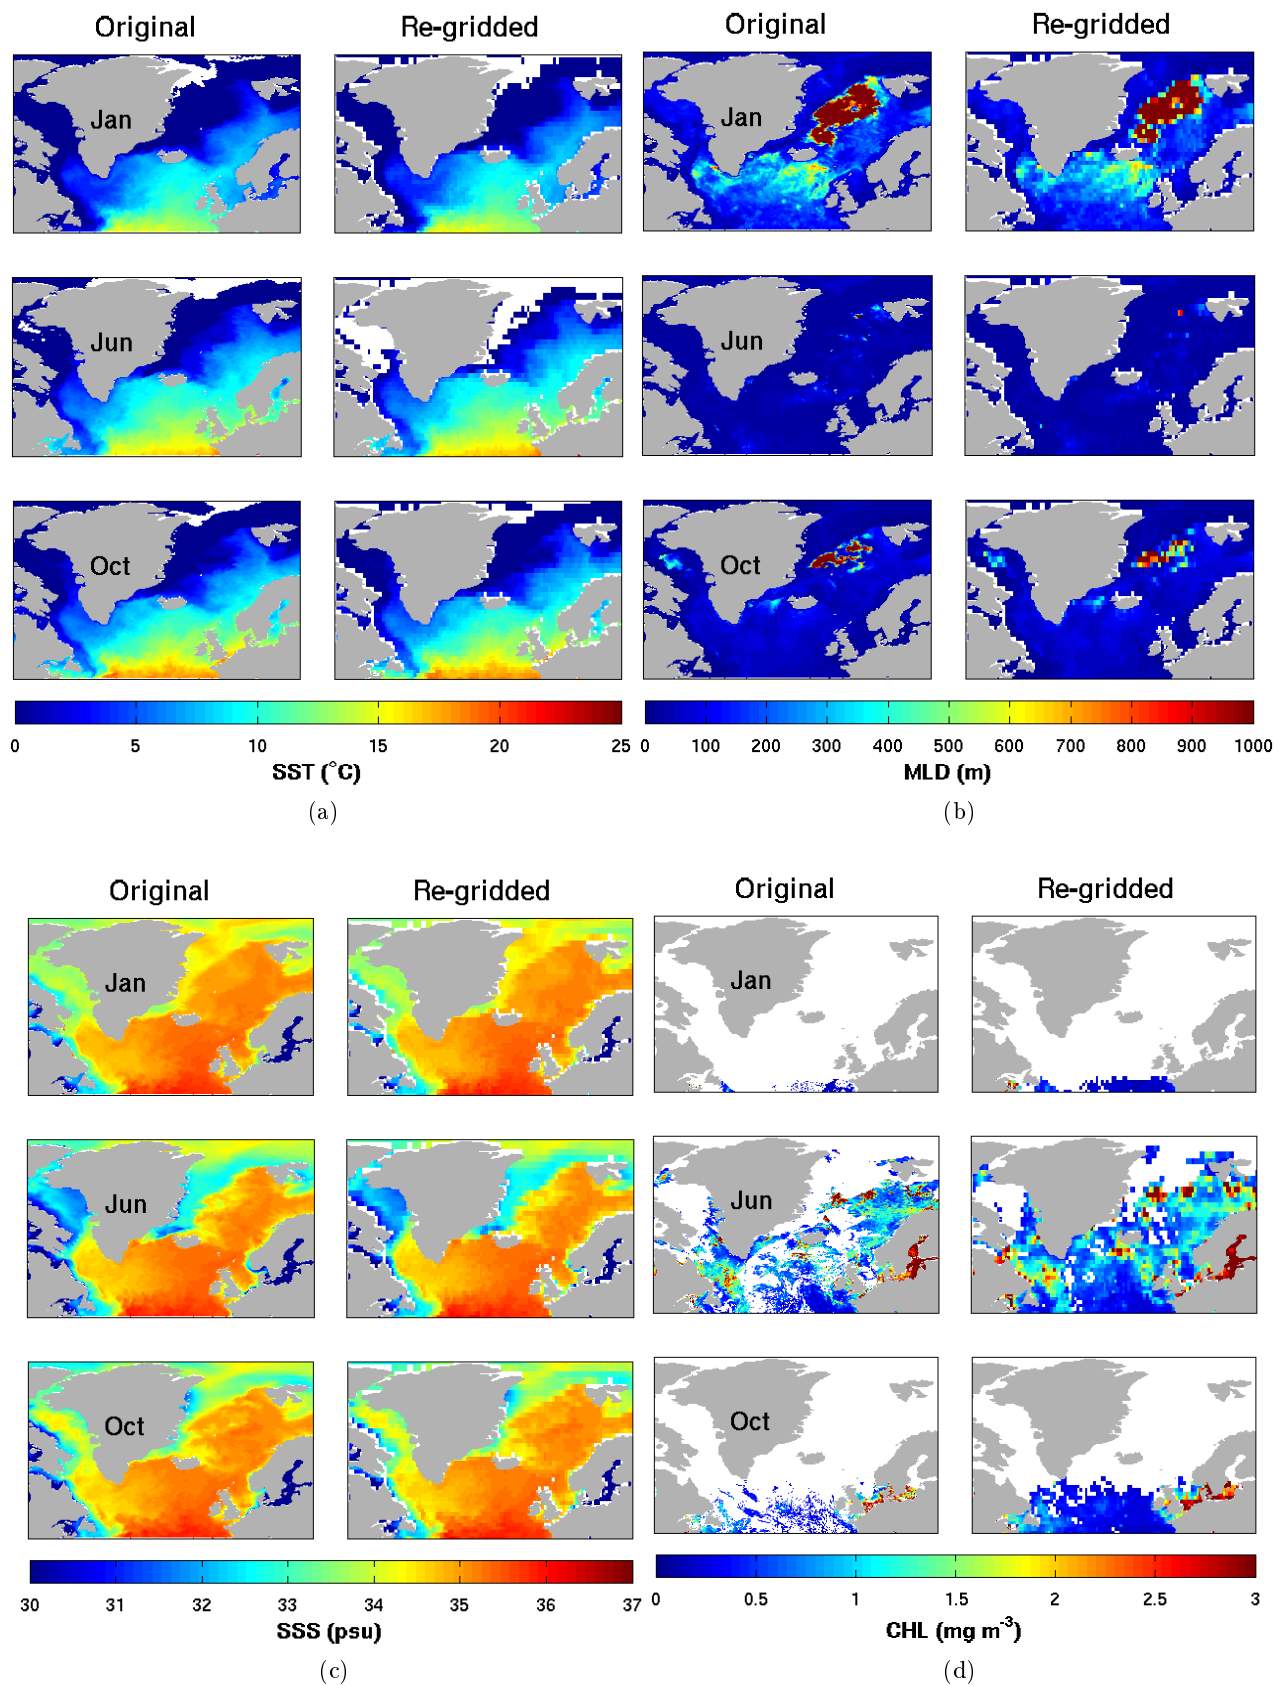 Original Re-gridded Original Re-gridded
Jan Jan
Jun Jun
Oct Oct
0 5 10 15 20 25 0 100 200 300 400 500 600 700 800 900 1000
SST (°C) MLD (m)
(a) (b)
Original Re-gridded Original Re-gridded
Jan Jan
Jun Jun
Oct Oct
30 31 32 33 34 35 36 37 0 0.5 1 1.5 2 2.5 3
SSS (psu) CHL (mg m⁻³)
(c) (d)